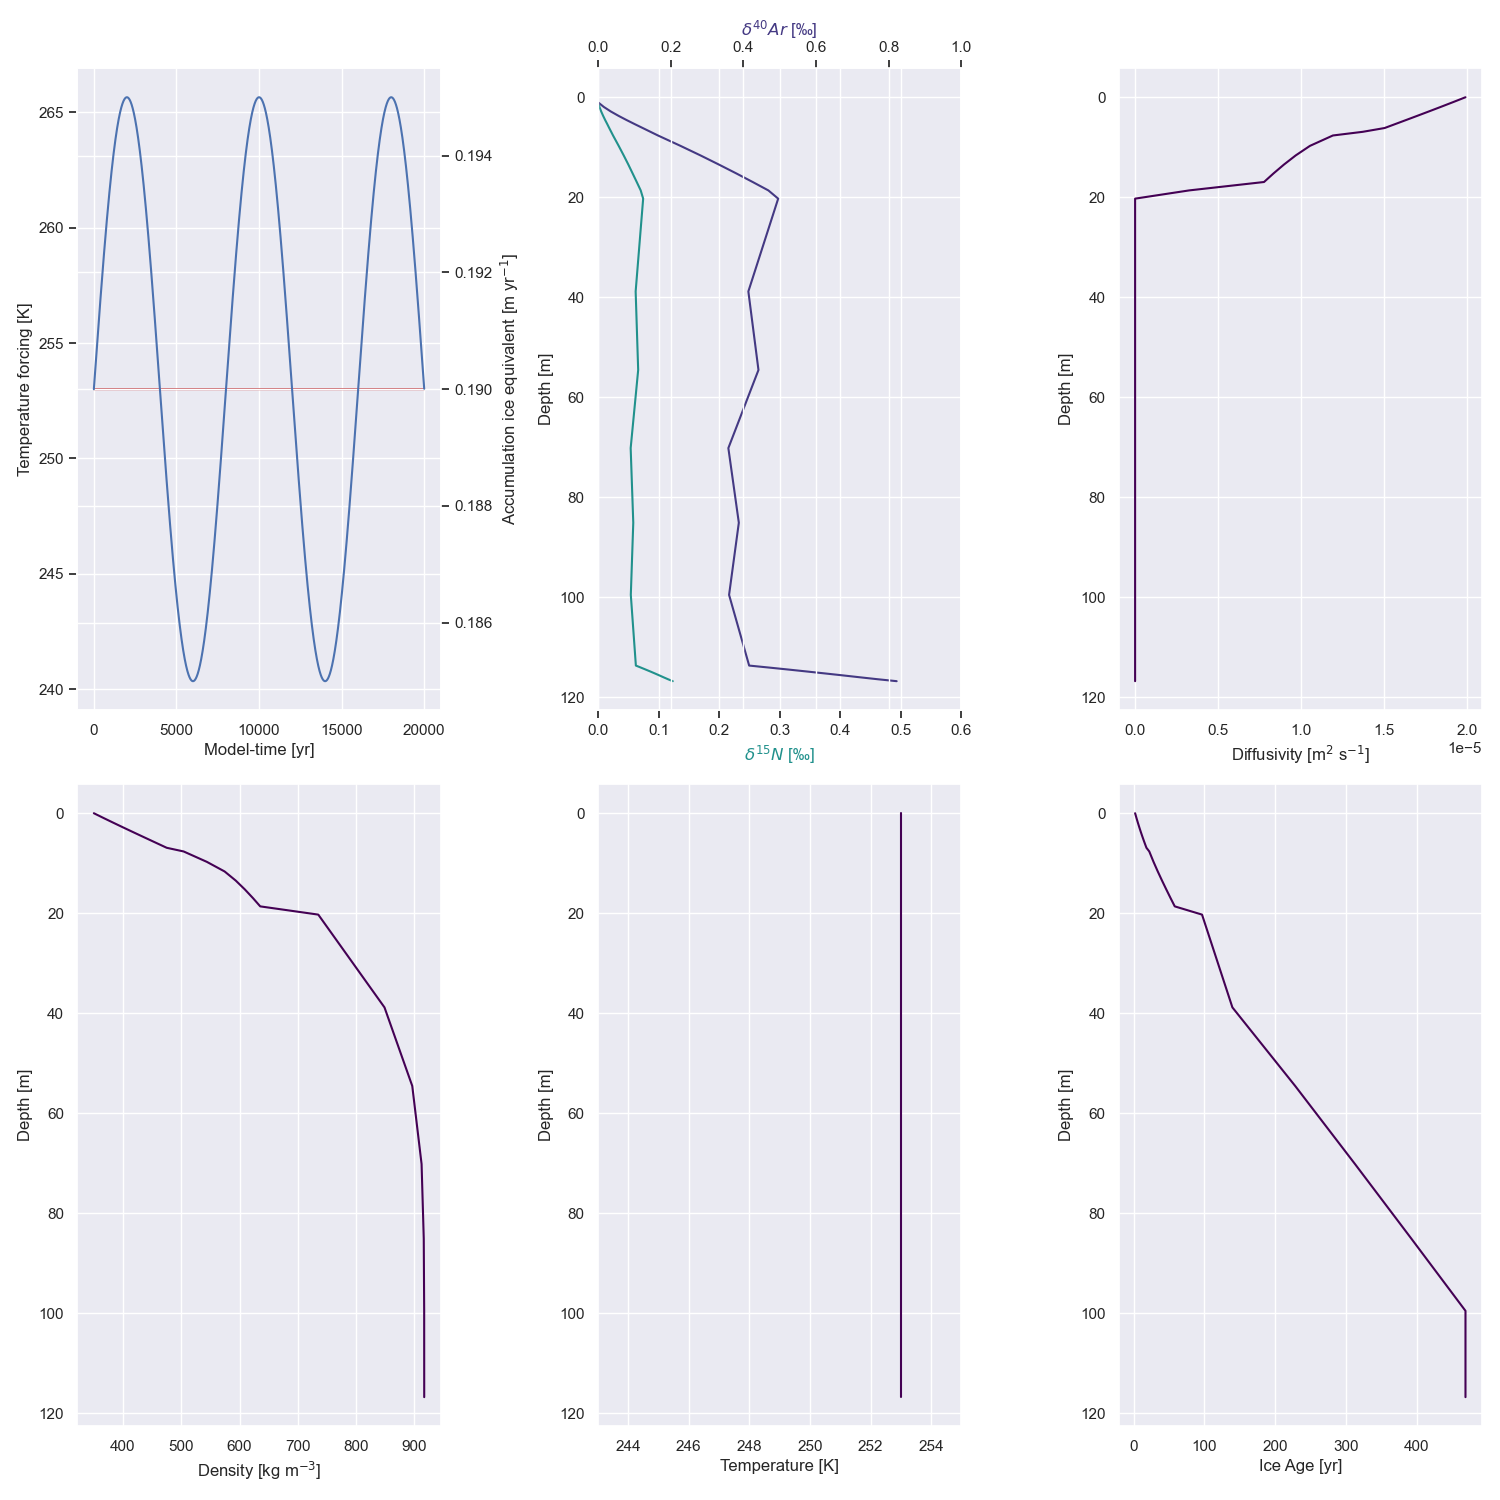 δ⁴⁰Ar [‰]
0.0 0.2 0.4 0.6 0.8 1.0
265
260
255
250
245
240
Temperature forcing [K]
0 5000 10000 15000 20000
Model-time [yr]
0.194
0.192
0.190
0.188
0.186
Accumulation ice equivalent [m yr⁻¹]
0
20
40
60
80
100
120
Depth [m]
0.0 0.1 0.2 0.3 0.4 0.5 0.6
δ¹⁵N [‰]
0
20
40
60
80
100
120
Depth [m]
0.0 0.5 1.0 1.5 2.0
1e−5
Diffusivity [m² s⁻¹]
0
20
40
60
80
100
120
Depth [m]
400 500 600 700 800 900
Density [kg m⁻³]
0
20
40
60
80
100
120
Depth [m]
244 246 248 250 252 254
Temperature [K]
0
20
40
60
80
100
120
Depth [m]
0 100 200 300 400
Ice Age [yr]